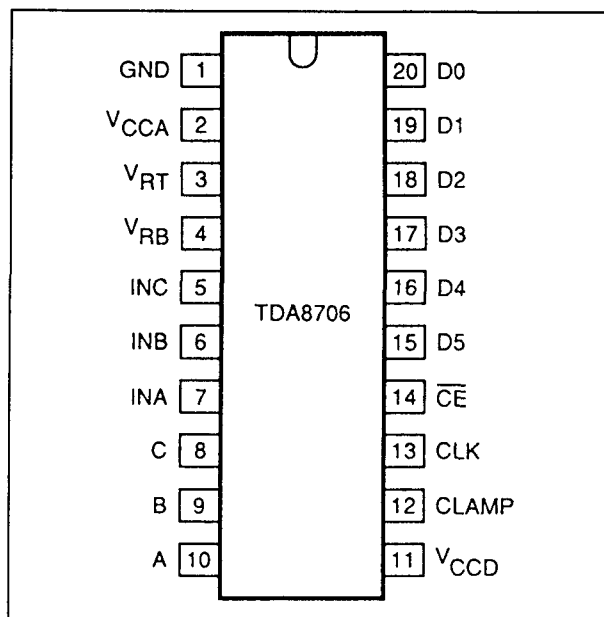 GND 1 20 D0
VCCA 2 19 D1
VRT 3 18 D2
VRB 4 17 D3
INC 5 16 D4
TDA8706
INB 6 15 D5
INA 7 14 C̅E̅
C 8 13 CLK
B 9 12 CLAMP
A 10 11 VCCD